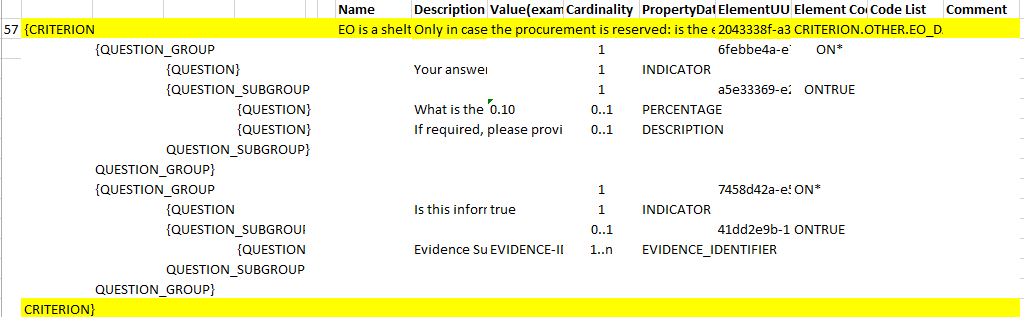 Name Description Value(exam Cardinality PropertyDat ElementUU Element Co Code List Comment
57 {CRITERION EO is a shelt Only in case the procurement is reserved: is the e 2043338f-a3 CRITERION.OTHER.EO_D
{QUESTION_GROUP 1 6febbe4a-e ON*
{QUESTION} Your answer 1 INDICATOR
{QUESTION_SUBGROUP 1 a5e33369-e2 ONTRUE
{QUESTION} What is the 0.10 0..1 PERCENTAGE
{QUESTION} If required, please provi 0..1 DESCRIPTION
QUESTION_SUBGROUP}
QUESTION_GROUP}
{QUESTION_GROUP 1 7458d42a-e ON*
{QUESTION Is this inforr true 1 INDICATOR
{QUESTION_SUBGROU 0..1 41dd2e9b-1 ONTRUE
{QUESTION Evidence Su EVIDENCE-I 1..n EVIDENCE_IDENTIFIER
QUESTION_SUBGROUP
QUESTION_GROUP}
CRITERION}